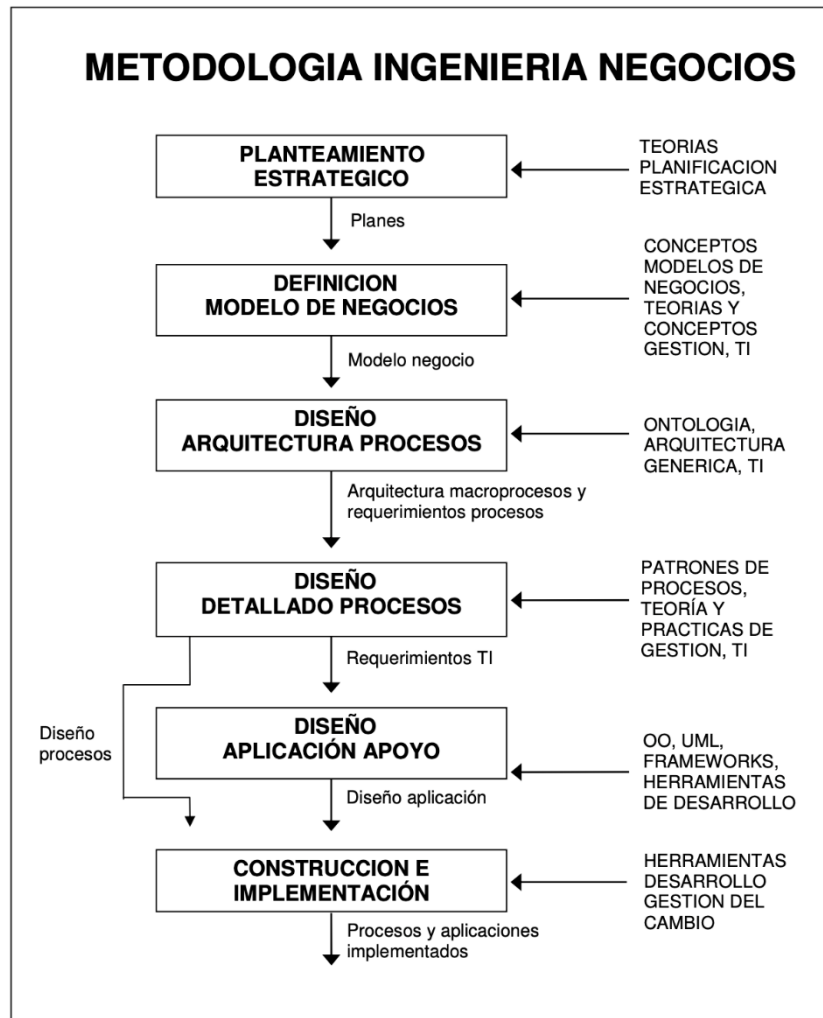 METODOLOGIA INGENIERIA NEGOCIOS
PLANTEAMIENTO
ESTRATEGICO
TEORIAS
PLANIFICACION
ESTRATEGICA
Planes
DEFINICION
MODELO DE NEGOCIOS
CONCEPTOS
MODELOS DE
NEGOCIOS,
TEORIAS Y
CONCEPTOS
GESTION, TI
Modelo negocio
DISEÑO
ARQUITECTURA PROCESOS
ONTOLOGIA,
ARQUITECTURA
GENERICA, TI
Arquitectura macroprocesos y
requerimientos procesos
DISEÑO
DETALLADO PROCESOS
PATRONES DE
PROCESOS,
TEORÍA Y
PRACTICAS DE
GESTION, TI
Requerimientos TI
Diseño
procesos
DISEÑO
APLICACIÓN APOYO
OO, UML,
FRAMEWORKS,
HERRAMIENTAS
DE DESARROLLO
Diseño aplicación
CONSTRUCCION E
IMPLEMENTACIÓN
HERRAMIENTAS
DESARROLLO
GESTION DEL
CAMBIO
Procesos y aplicaciones
implementados